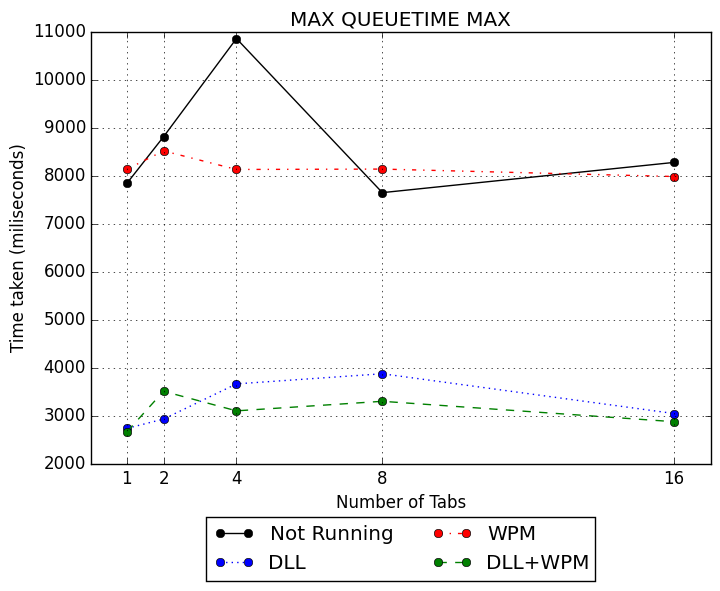 MAX QUEUETIME MAX
11000
10000
9000
8000
7000
6000
5000
4000
3000
2000
Time taken (miliseconds)
1 2 4 8 16
Number of Tabs
Not Running WPM
DLL DLL+WPM